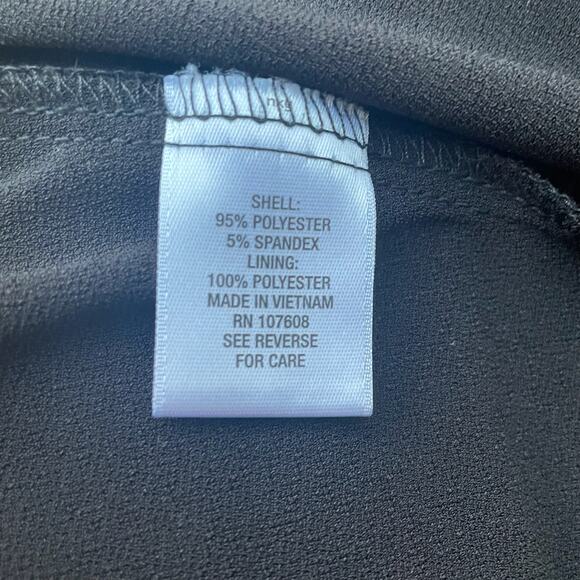 SHELL:
95% POLYESTER
5% SPANDEX
LINING:
100% POLYESTER
MADE IN VIETNAM
RN 107608
SEE REVERSE
FOR CARE